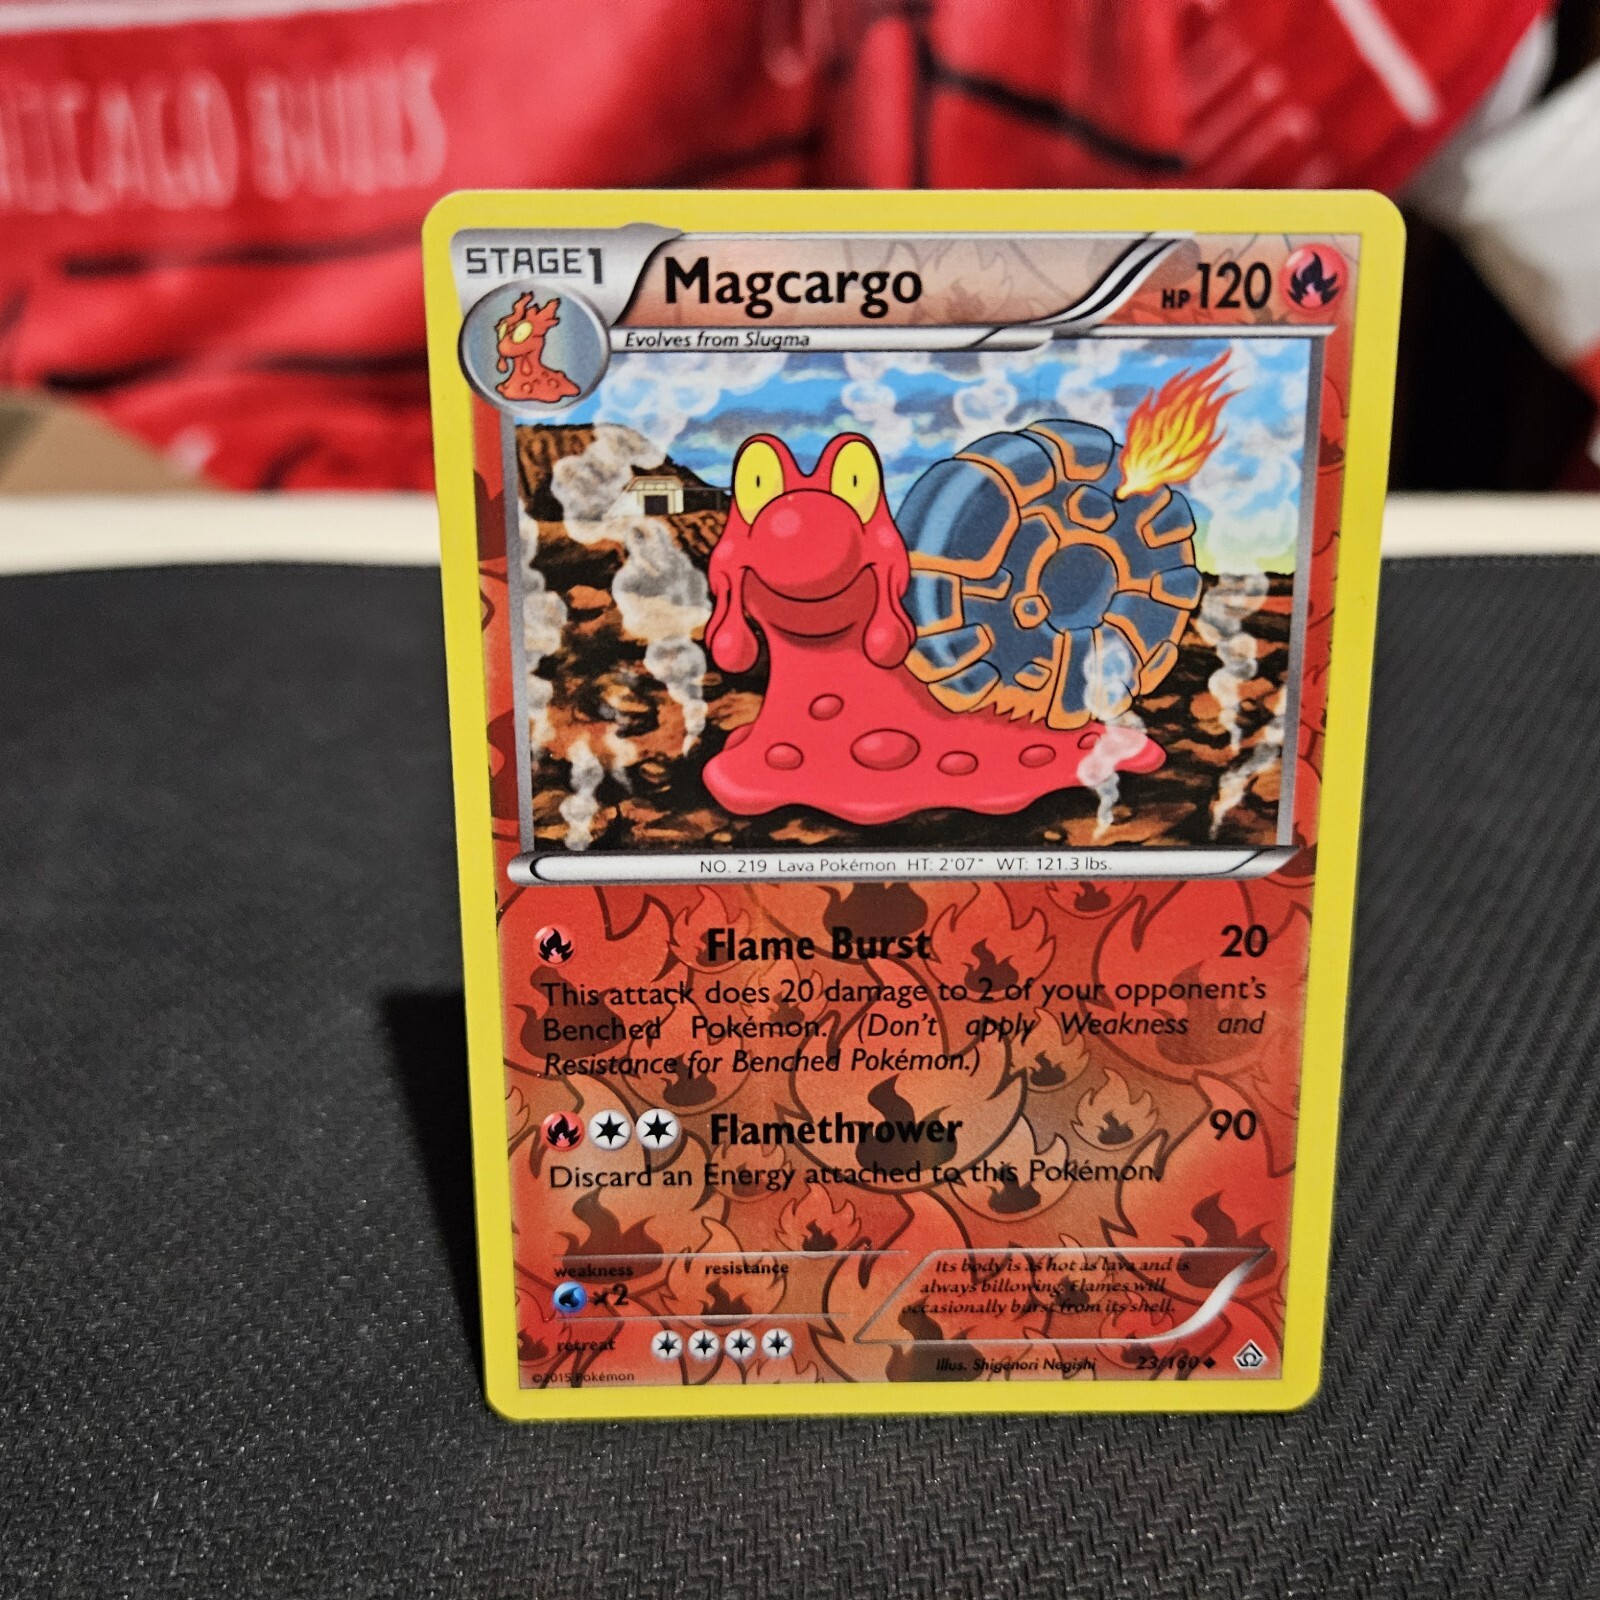 CHICAGO BULLS
STAGE1
Magcargo
HP120
Evolves from Slugma
NO. 219 Lava Pokémon HT: 2'07" WT: 121.3 lbs.
Flame Burst 20
This attack does 20 damage to 2 of your opponent's
Benched Pokémon. (Don't apply Weakness and
Resistance for Benched Pokémon.)
Flamethrower 90
Discard an Energy attached to this Pokémon.
weakness resistance
×2
Its body is as hot as lava and is
always billowing. Flames will
occasionally burst from its shell.
retreat
Illus. Shigenori Negishi 23/160
©2015 Pokémon